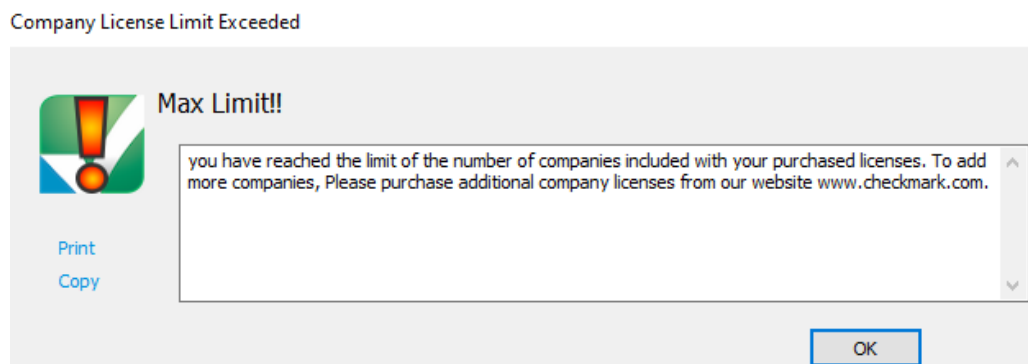 Company License Limit Exceeded
Max Limit!!
you have reached the limit of the number of companies included with your purchased licenses. To add
more companies, Please purchase additional company licenses from our website www.checkmark.com.
Print
Copy
OK